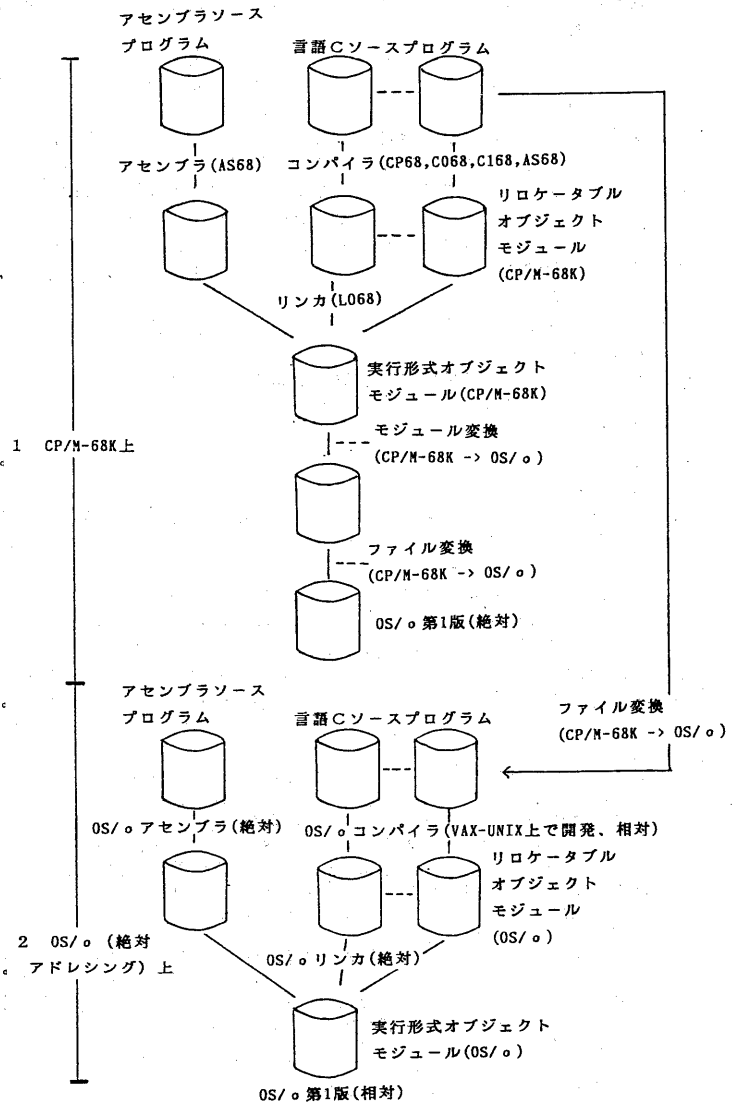 アセンブラソース
プログラム
言語Cソースプログラム
アセンブラ(AS68)
コンパイラ(CP68,C068,C168,AS68)
リロケータブル
オブジェクト
モジュール
(CP/M-68K)
リンカ(LO68)
実行形式オブジェクト
モジュール(CP/M-68K)
1 CP/M-68K上
モジュール変換
(CP/M-68K -> OS/o)
ファイル変換
(CP/M-68K -> OS/o)
OS/o 第1版(絶対)
アセンブラソース
プログラム
言語Cソースプログラム
ファイル変換
(CP/M-68K -> OS/o)
OS/o アセンブラ(絶対)
OS/o コンパイラ(VAX-UNIX上で開発、相対)
リロケータブル
オブジェクト
モジュール
(OS/o)
2 OS/o (絶対
アドレシング) 上
OS/o リンカ(絶対)
実行形式オブジェクト
モジュール(OS/o)
OS/o 第1版(相対)